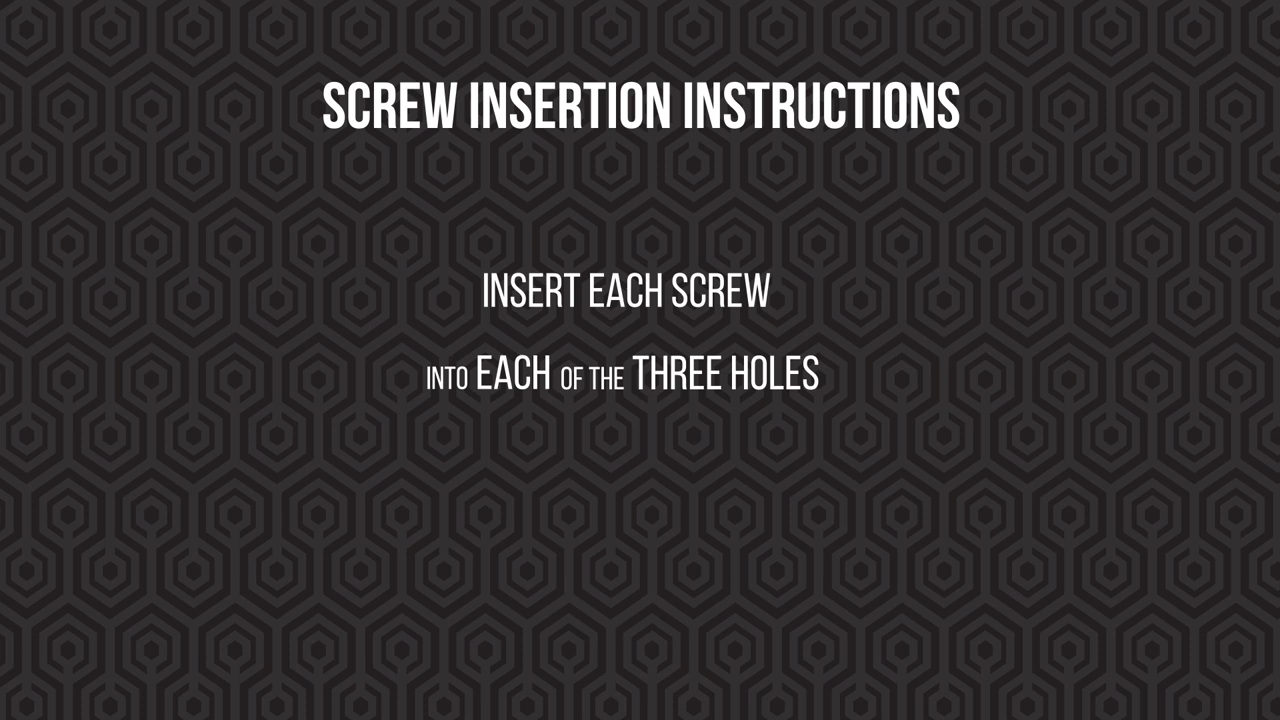 SCREW INSERTION INSTRUCTIONS
INSERT EACH SCREW
INTO EACH OF THE THREE HOLES